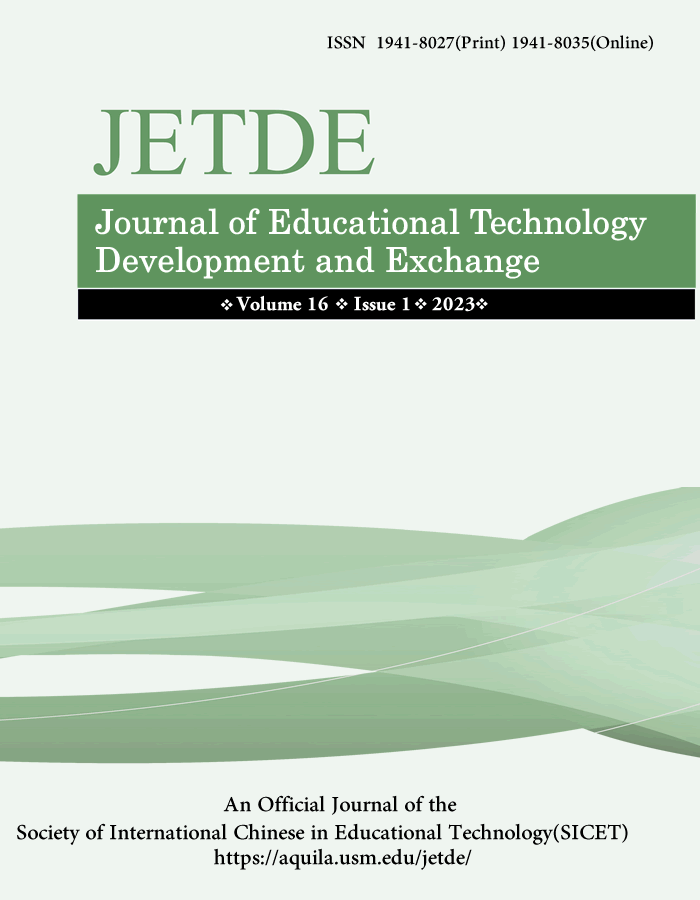 ISSN  1941-8027(Print) 1941-8035(Online)
JETDE
Journal of Educational Technology
Development and Exchange
❖Volume 16 ❖ Issue 1❖ 2023❖
An Official Journal of the
Society of International Chinese in Educational Technology(SICET)
https://aquila.usm.edu/jetde/